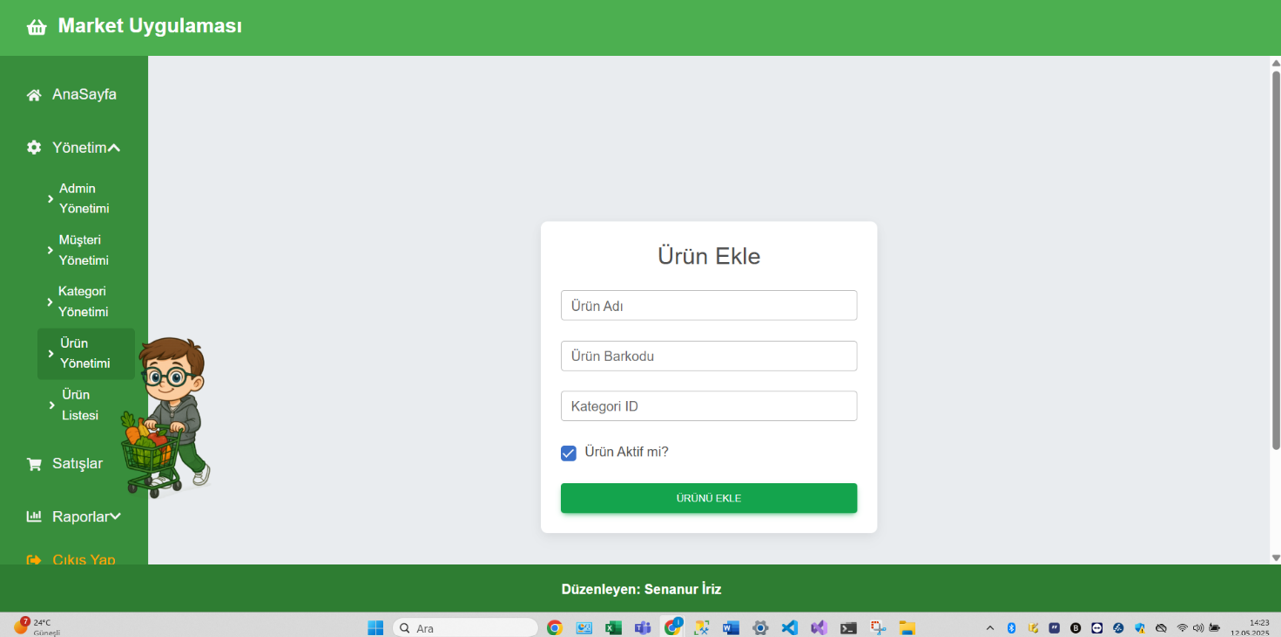 Market Uygulaması
AnaSayfa
Yönetim
Admin
Yönetimi
Müşteri
Yönetimi
Kategori
Yönetimi
Ürün
Yönetimi
Ürün
Listesi
Satışlar
Raporlar
Çıkış Yap
Ürün Ekle
Ürün Adı
Ürün Barkodu
Kategori ID
Ürün Aktif mi?
ÜRÜNÜ EKLE
Düzenleyen: Senanur İriz
7
24°C
Güneşli
Ara
14:23
12.05.2025